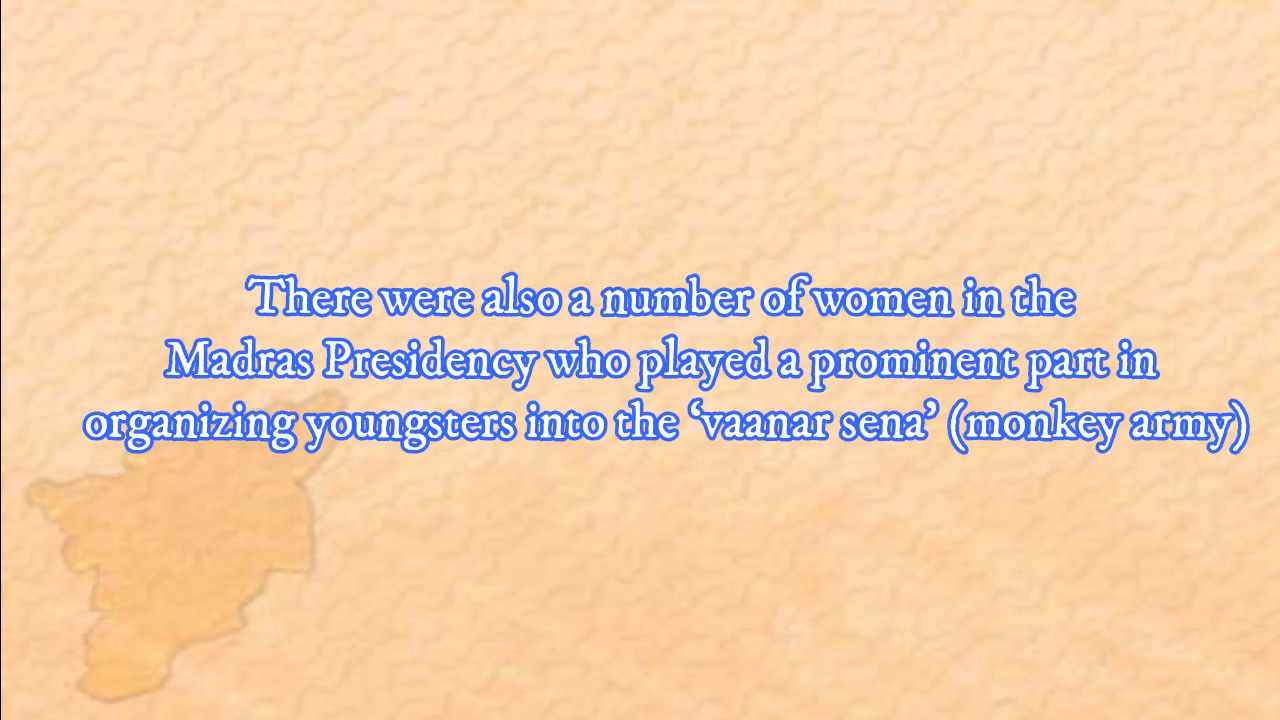 There were also a number of women in the
Madras Presidency who played a prominent part in
organizing youngsters into the ‘vaanar sena’ (monkey army)